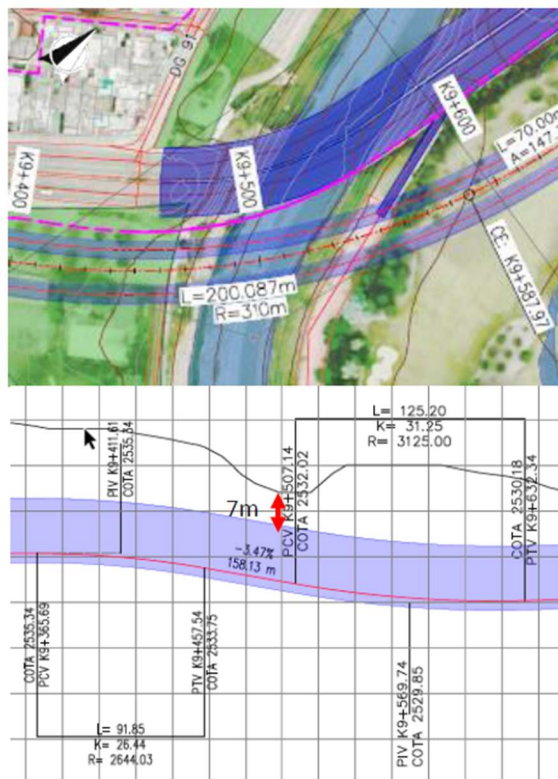 DG 91
K9+400
K9+500
K9+600
L=70.00m
A=147.
L=200.087m
R=310m
CE: K9+587.97
L= 125.20
K= 31.25
R= 3125.00
PIV K9+411.61
COTA 2535.34
7m
PCV K9+507.14
COTA 2532.02
COTA 2530.18
PTV K9+632.34
-3.47%
158.13 m
COTA 2535.34
PCV K9+365.69
PTV K9+457.54
COTA 2533.75
PIV K9+569.74
COTA 2529.85
L= 91.85
K= 26.44
R= 2644.03